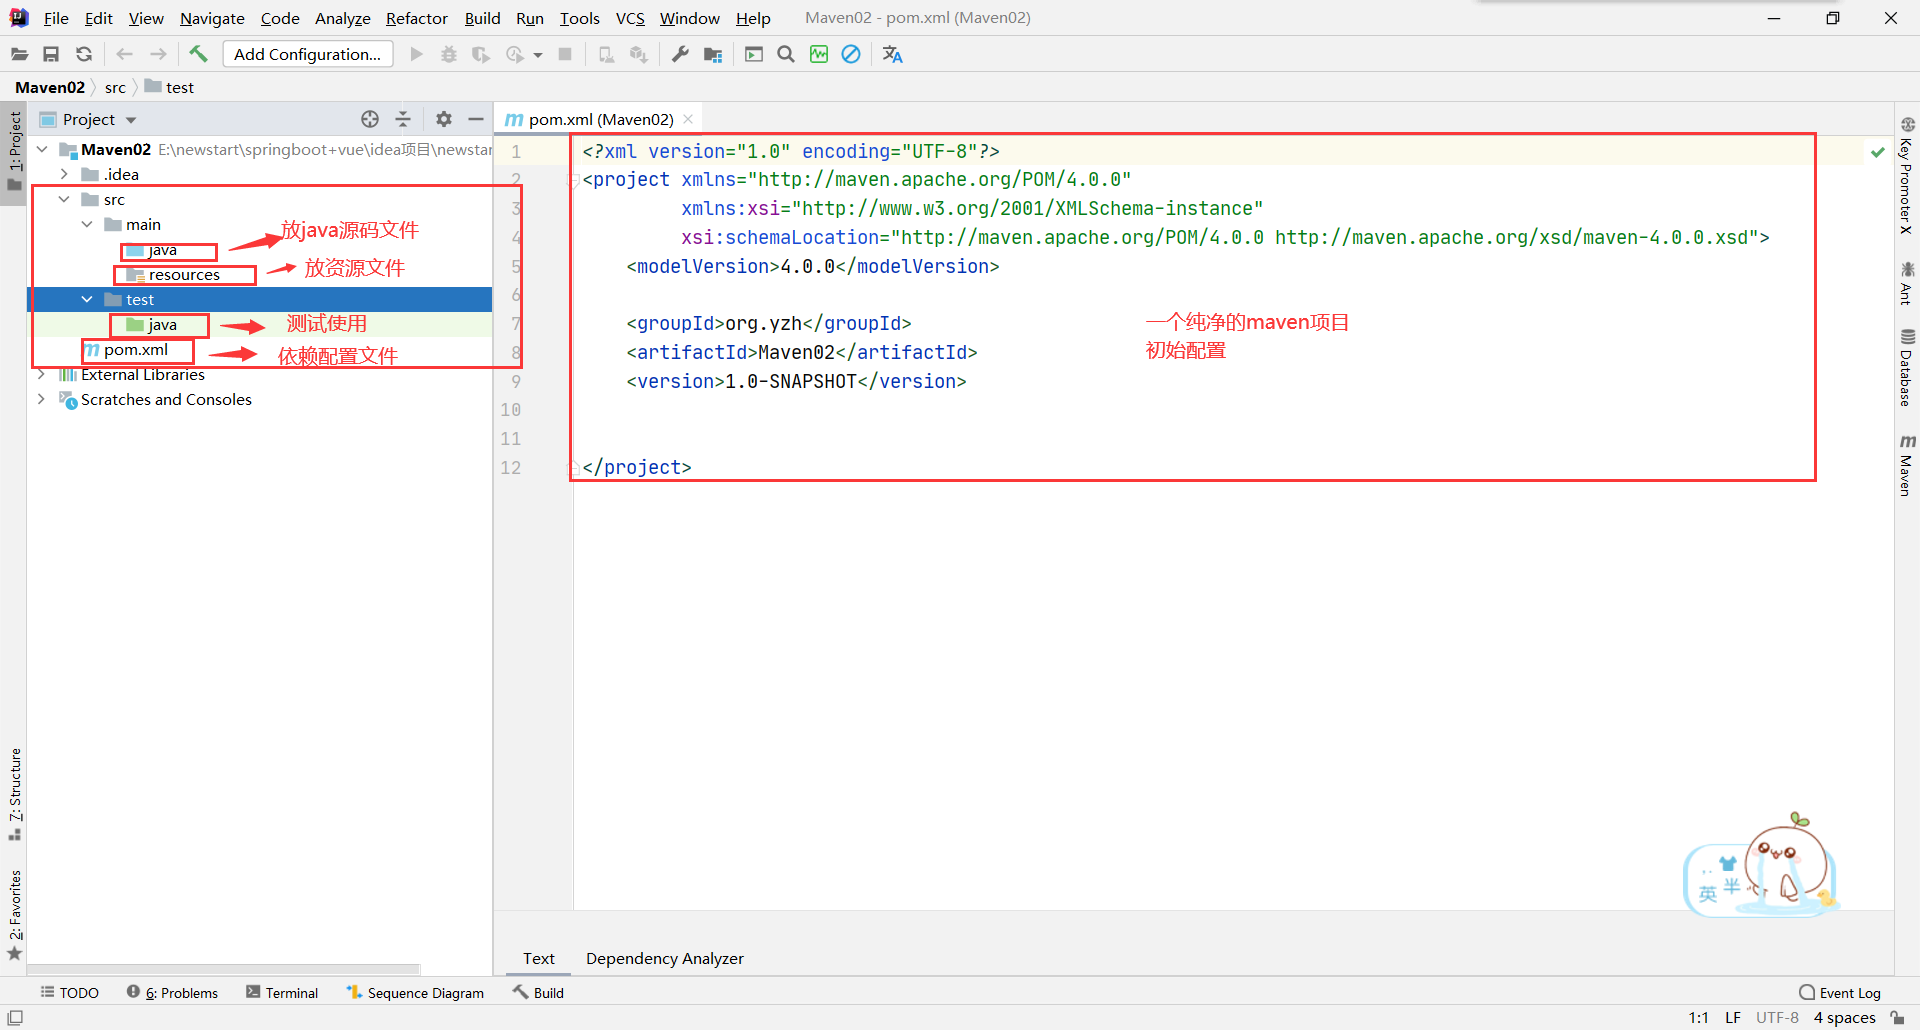 File Edit View Navigate Code Analyze Refactor Build Run Tools VCS Window Help Maven02 - pom.xml (Maven02)
Add Configuration...
Maven02 src test
1: Project
Project
Maven02 E:\newstart\springboot+vue\idea项目\newstar
.idea
src
main
java
放java源码文件
resources
放资源文件
test
java
测试使用
pom.xml
依赖配置文件
External Libraries
Scratches and Consoles
7: Structure
2: Favorites
pom.xml (Maven02)
1 <?xml version="1.0" encoding="UTF-8"?>
2 <project xmlns="http://maven.apache.org/POM/4.0.0"
3 xmlns:xsi="http://www.w3.org/2001/XMLSchema-instance"
4 xsi:schemaLocation="http://maven.apache.org/POM/4.0.0 http://maven.apache.org/xsd/maven-4.0.0.xsd">
5 <modelVersion>4.0.0</modelVersion>
6
7 <groupId>org.yzh</groupId>
8 <artifactId>Maven02</artifactId>
9 <version>1.0-SNAPSHOT</version>
10
11
12 </project>
一个纯净的maven项目
初始配置
Key Promoter X
Ant
Database
m Maven
英 半
Text Dependency Analyzer
TODO 6: Problems Terminal Sequence Diagram Build Event Log
1:1 LF UTF-8 4 spaces